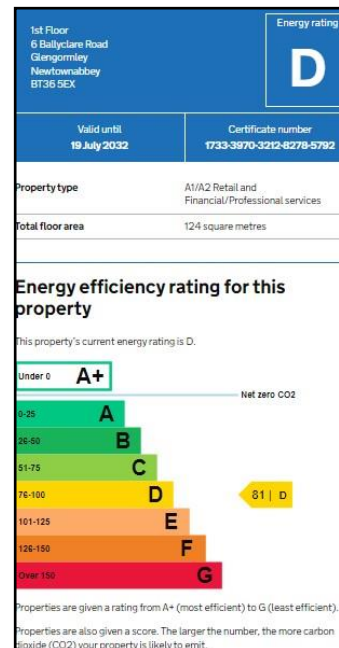 1st Floor
6 Ballyclare Road
Glengormley
Newtownabbey
BT36 5EX
Energy rating
D
Valid until
19 July 2032
Certificate number
1733-3970-3212-8278-5792
Property type
A1/A2 Retail and
Financial/Professional services
Total floor area
124 square metres
Energy efficiency rating for this
property
This property's current energy rating is D.
Under 0 A+
Net zero CO2
0-25 A
26-50 B
51-75 C
76-100 D
81 | D
101-125 E
126-150 F
Over 150 G
Properties are given a rating from A+ (most efficient) to G (least efficient).
Properties are also given a score. The larger the number, the more carbon
dioxide (CO2) your property is likely to emit.